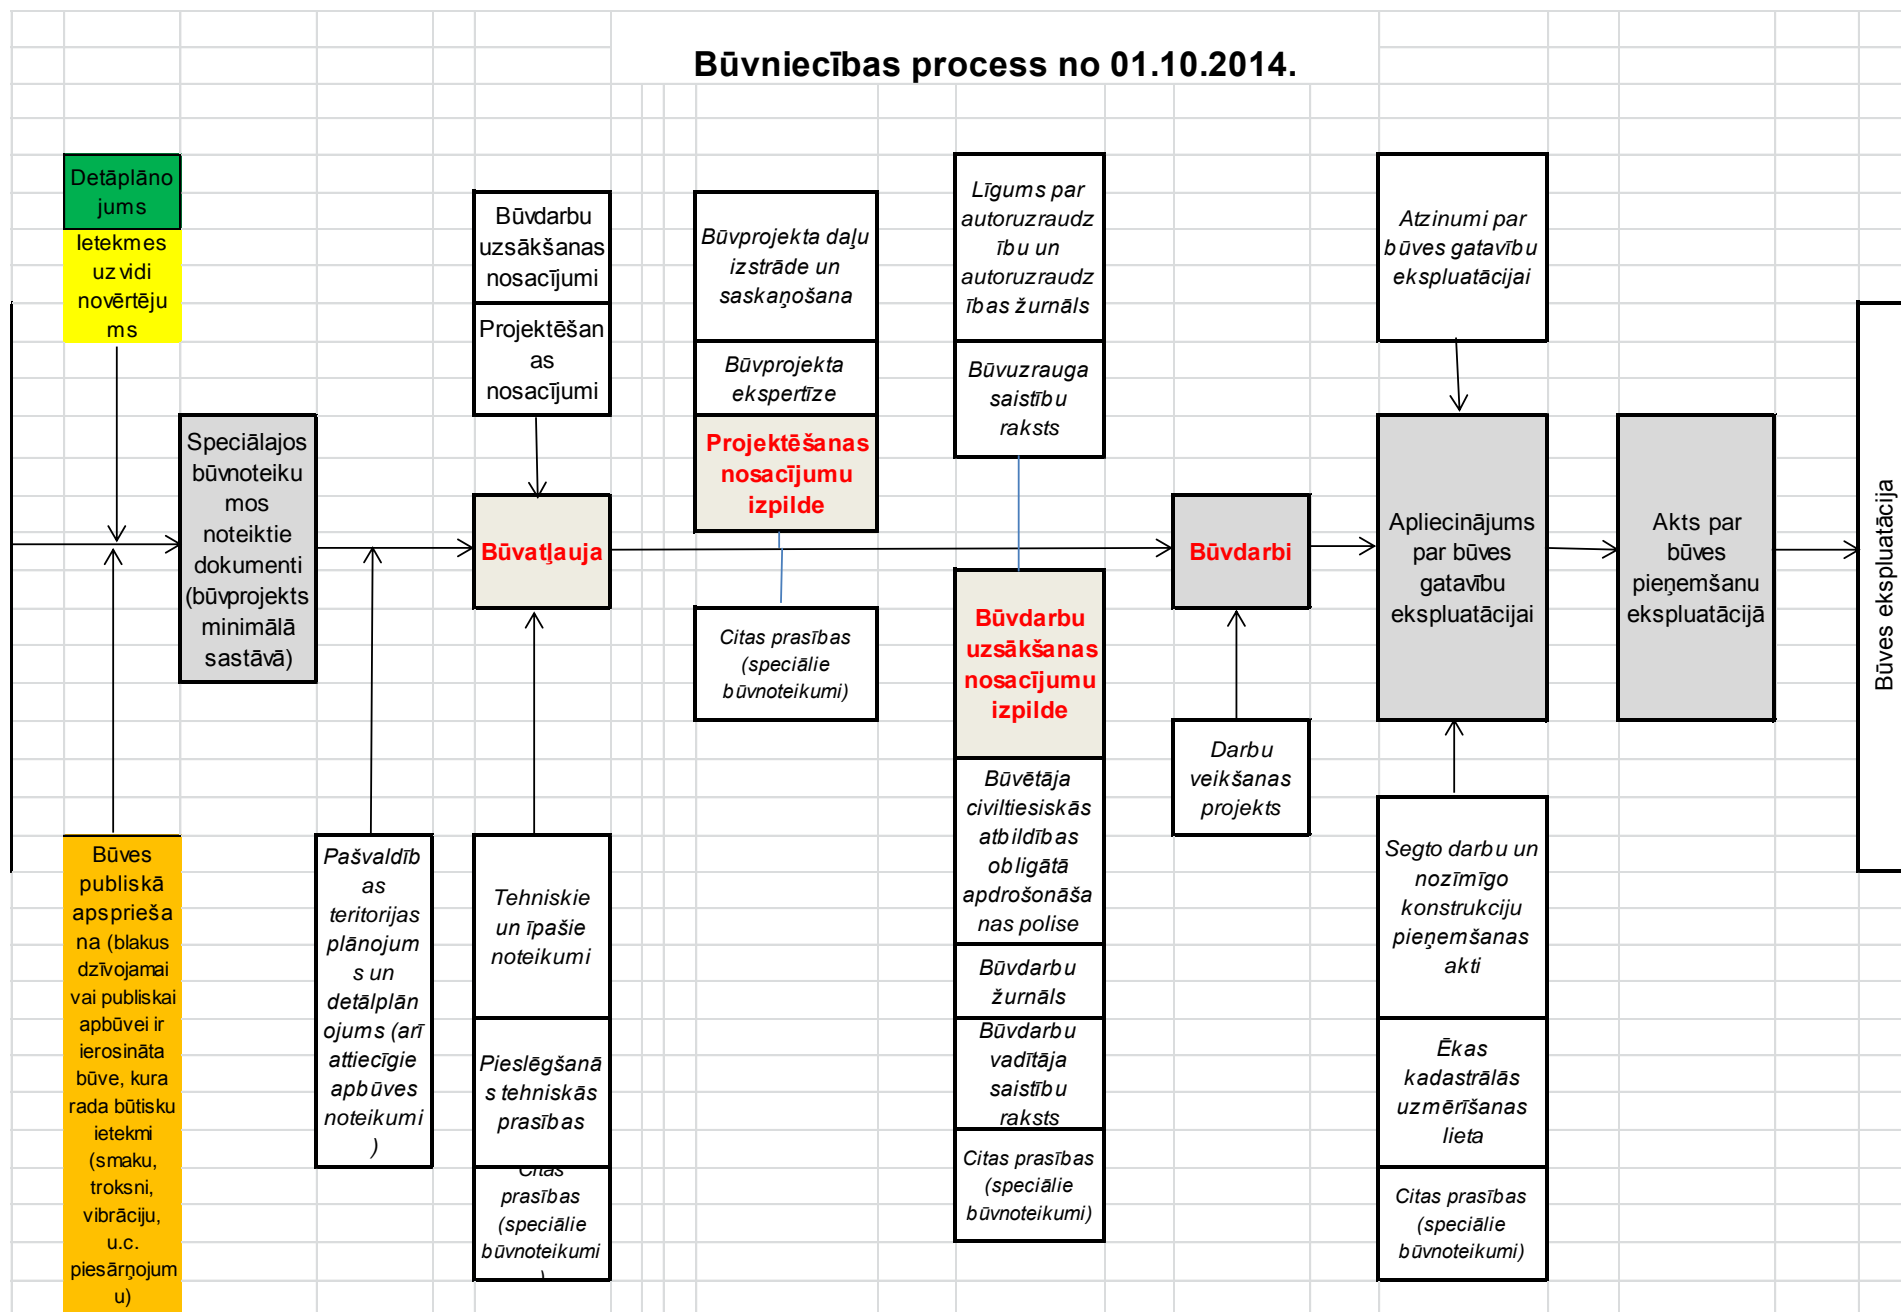 Būvniecības process no 01.10.2014.
Detāplāno
jums
Ietekmes
uz vidi
novērtēju
ms
Būves
publiskā
apsprieša
na (blakus
dzīvojamai
vai publiskai
apbūvei ir
ierosināta
būve, kura
rada būtisku
ietekmi
(smaku,
troksni,
vibrāciju,
u.c.
piesārņojum
u)
Speciālajos
būvnoteiku
mos
noteiktie
dokumenti
(būvprojekts
minimālā
sastāvā)
Pašvaldīb
as
teritorijas
plānojum
s un
detālplān
ojums (arī
attiecīgie
apbūves
noteikumi
)
Būvdarbu
uzsākšanas
nosacījumi
Projektēšan
as
nosacījumi
Būvatļauja
Tehniskie
un īpašie
noteikumi
Pieslēgšanā
s tehniskās
prasības
Citas
prasības
(speciālie
būvnoteikumi
)
Būvprojekta daļu
izstrāde un
saskaņošana
Būvprojekta
ekspertīze
Projektēšanas
nosacījumu
izpilde
Citas prasības
(speciālie
būvnoteikumi)
Līgums par
autoruzraudz
ību un
autoruzraudz
ības žurnāls
Būvuzrauga
saistību
raksts
Būvdarbu
uzsākšanas
nosacījumu
izpilde
Būvētāja
civiltiesiskās
atbildības
obligātā
apdrošonāša
nas polise
Būvdarbu
žurnāls
Būvdarbu
vadītāja
saistību
raksts
Citas prasības
(speciālie
būvnoteikumi)
Būvdarbi
Darbu
veikšanas
projekts
Atzinumi par
būves gatavību
ekspluatācijai
Apliecinājums
par būves
gatavību
ekspluatācijai
Segto darbu un
nozīmīgo
konstrukciju
pieņemšanas
akti
Ēkas
kadastrālās
uzmērīšanas
lieta
Citas prasības
(speciālie
būvnoteikumi)
Akts par
būves
pieņemšanu
ekspluatācijā
Būves ekspluatācija